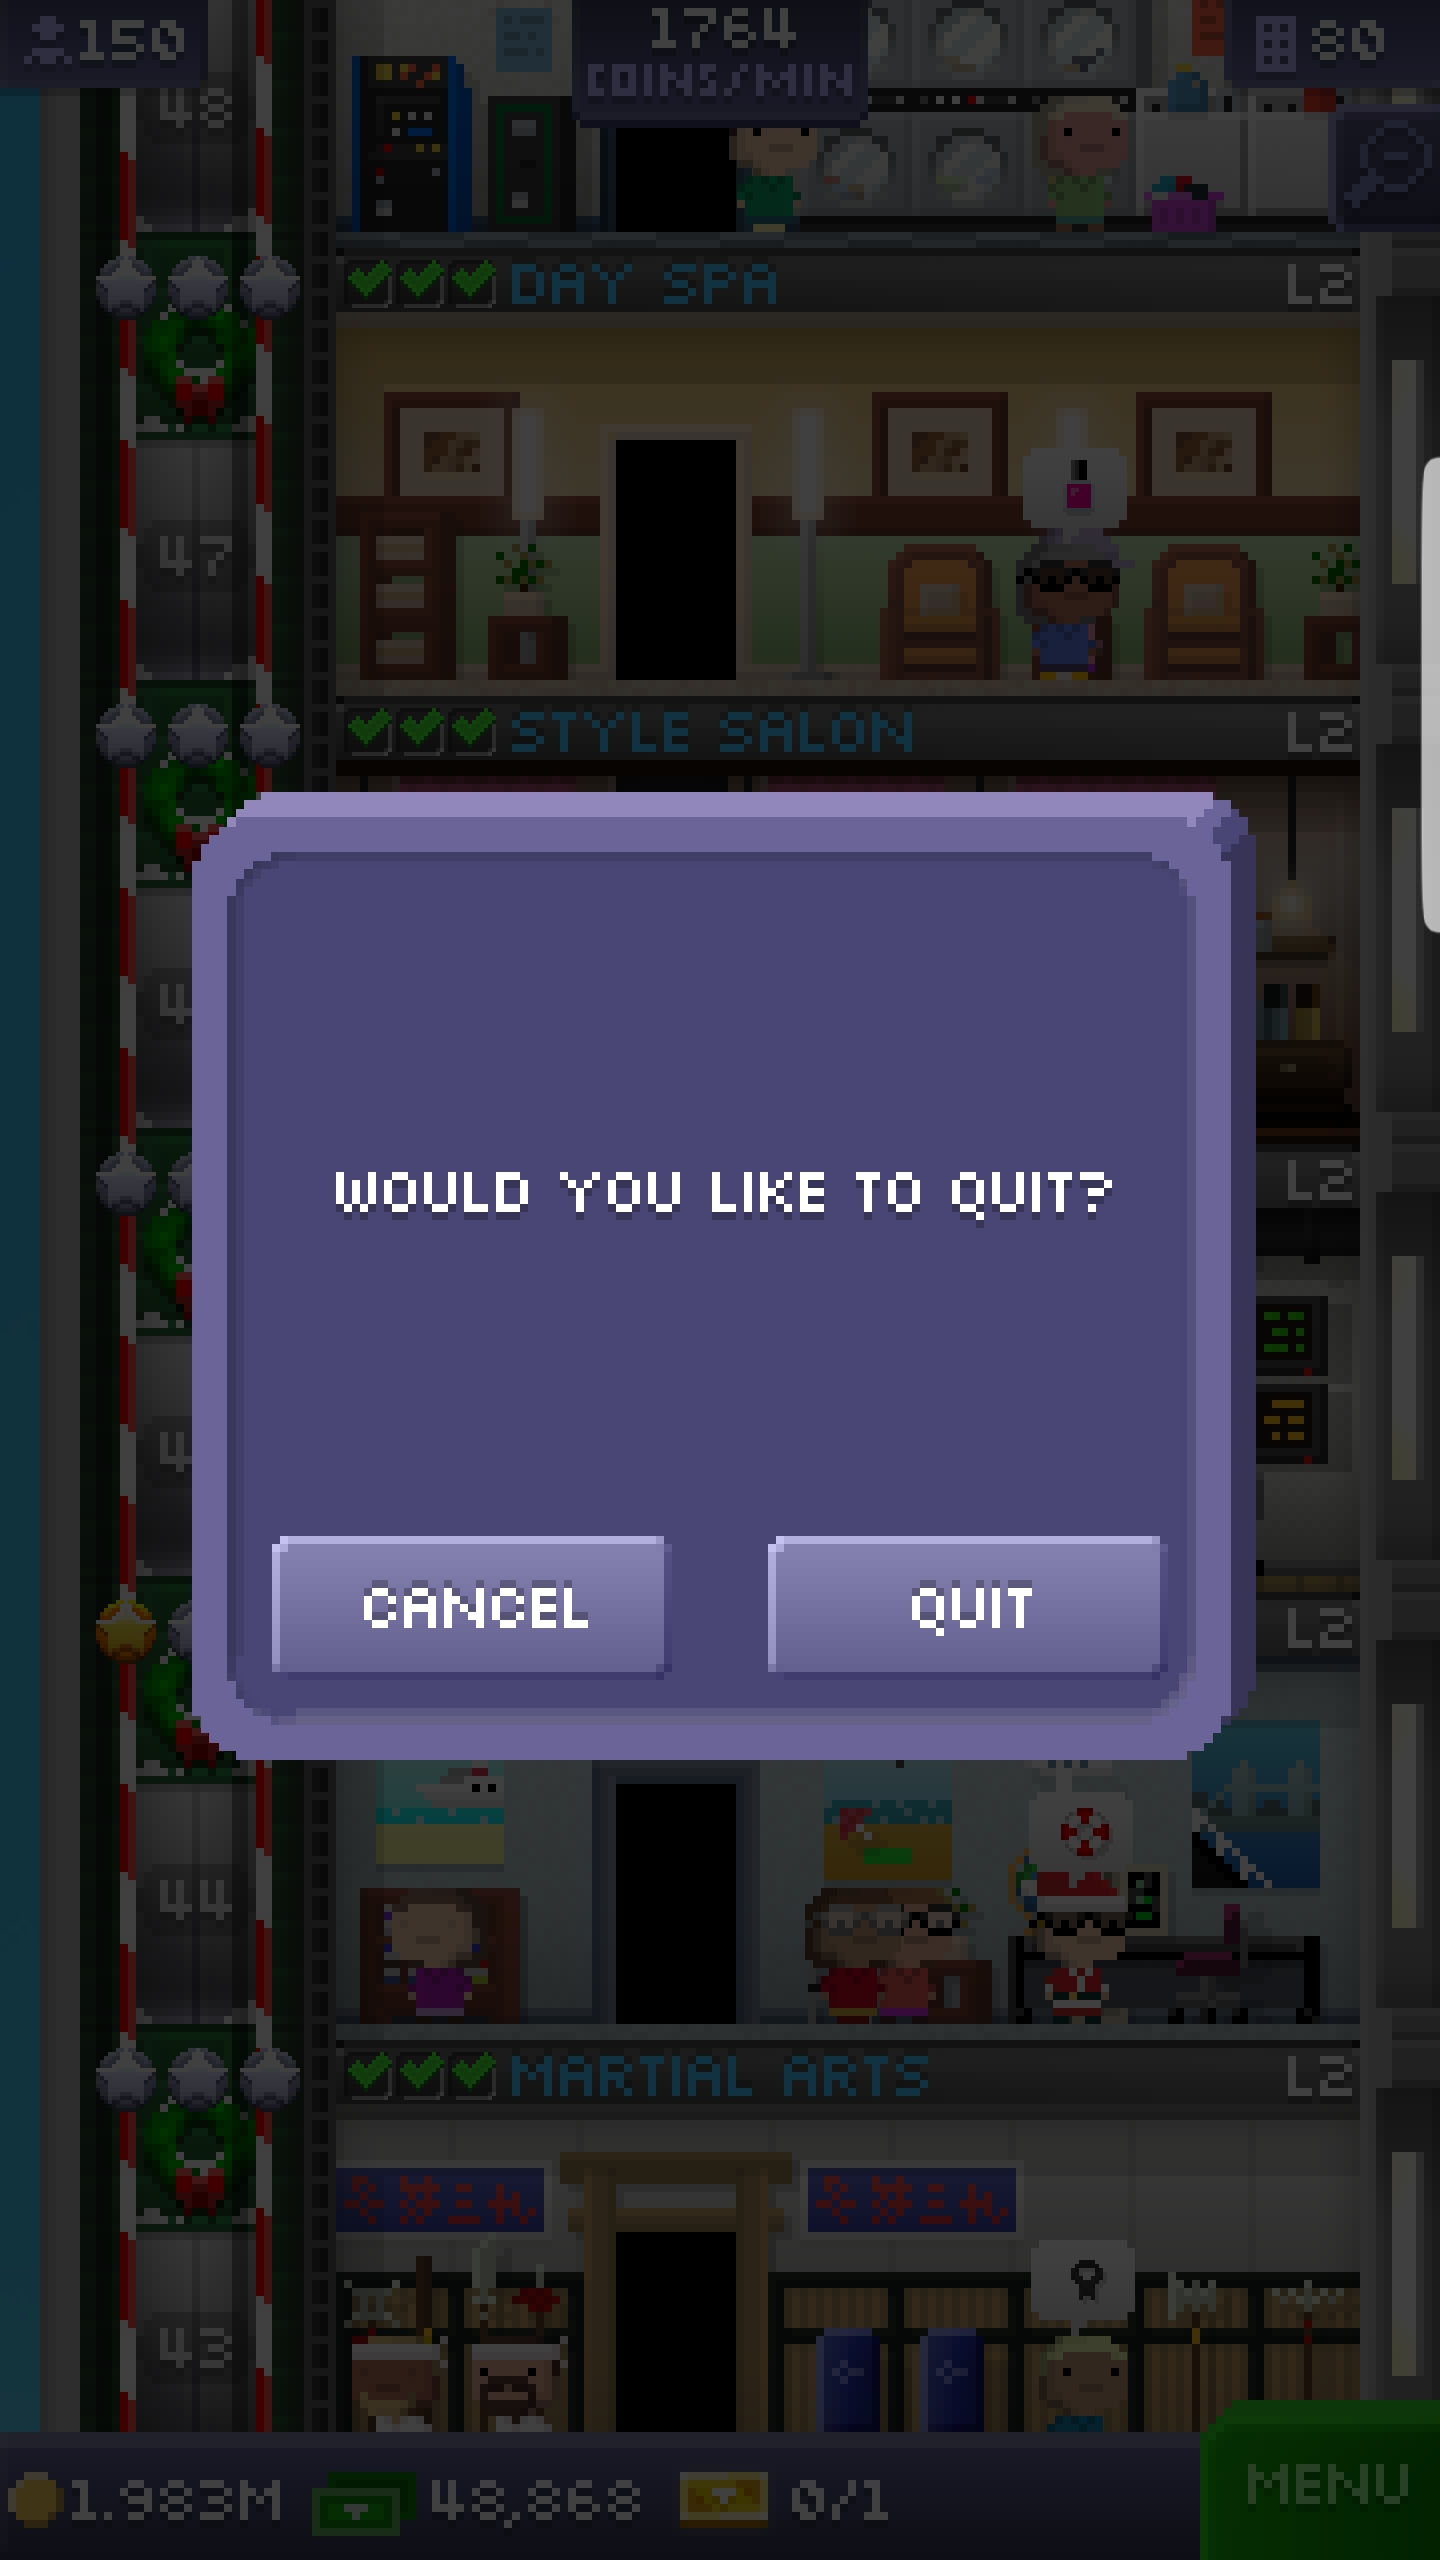 150
1764
COINS/MIN
80
48
DAY SPA
L2
47
STYLE SALON
L2
L2
WOULD YOU LIKE TO QUIT?
CANCEL
QUIT
L2
44
MARTIAL ARTS
L2
43
1.983M
48,868
0/1
MENU